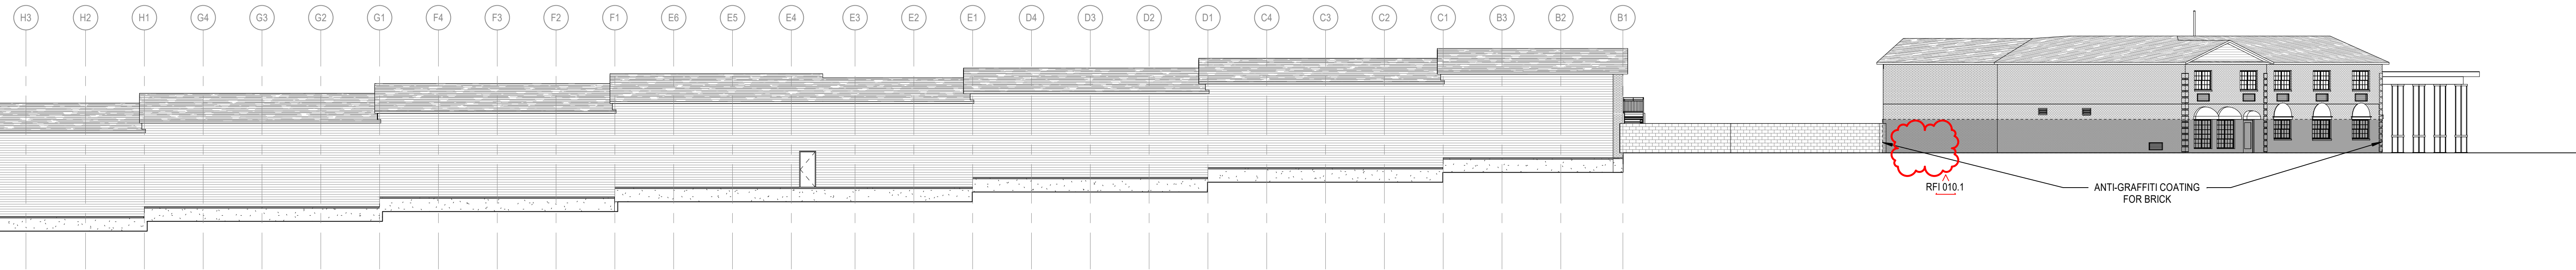 H3
H2
H1
G4
G3
G2
G1
F4
F3
F2
F1
E6
E5
E4
E3
E2
E1
D4
D3
D2
D1
C4
C3
C2
C1
B3
B2
B1
RFI 010.1
ANTI-GRAFFITI COATING
FOR BRICK